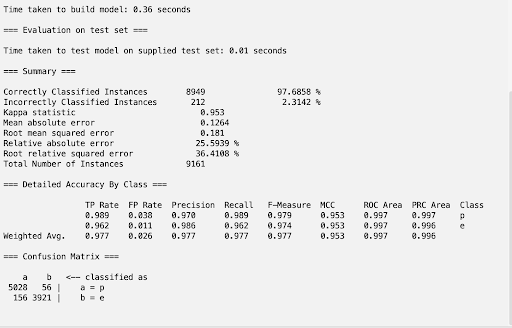 Time taken to build model: 0.36 seconds
=== Evaluation on test set ===
Time taken to test model on supplied test set: 0.01 seconds
=== Summary ===
Correctly Classified Instances 8949 97.6858 %
Incorrectly Classified Instances 212 2.3142 %
Kappa statistic 0.953
Mean absolute error 0.1264
Root mean squared error 0.181
Relative absolute error 25.5939 %
Root relative squared error 36.4108 %
Total Number of Instances 9161
=== Detailed Accuracy By Class ===
TP Rate FP Rate Precision Recall F-Measure MCC ROC Area PRC Area Class
0.989 0.038 0.970 0.989 0.979 0.953 0.997 0.997 p
0.962 0.011 0.986 0.962 0.974 0.953 0.997 0.996 e
Weighted Avg. 0.977 0.026 0.977 0.977 0.977 0.953 0.997 0.996
=== Confusion Matrix ===
a b <-- classified as
5028 56 | a = p
156 3921 | b = e